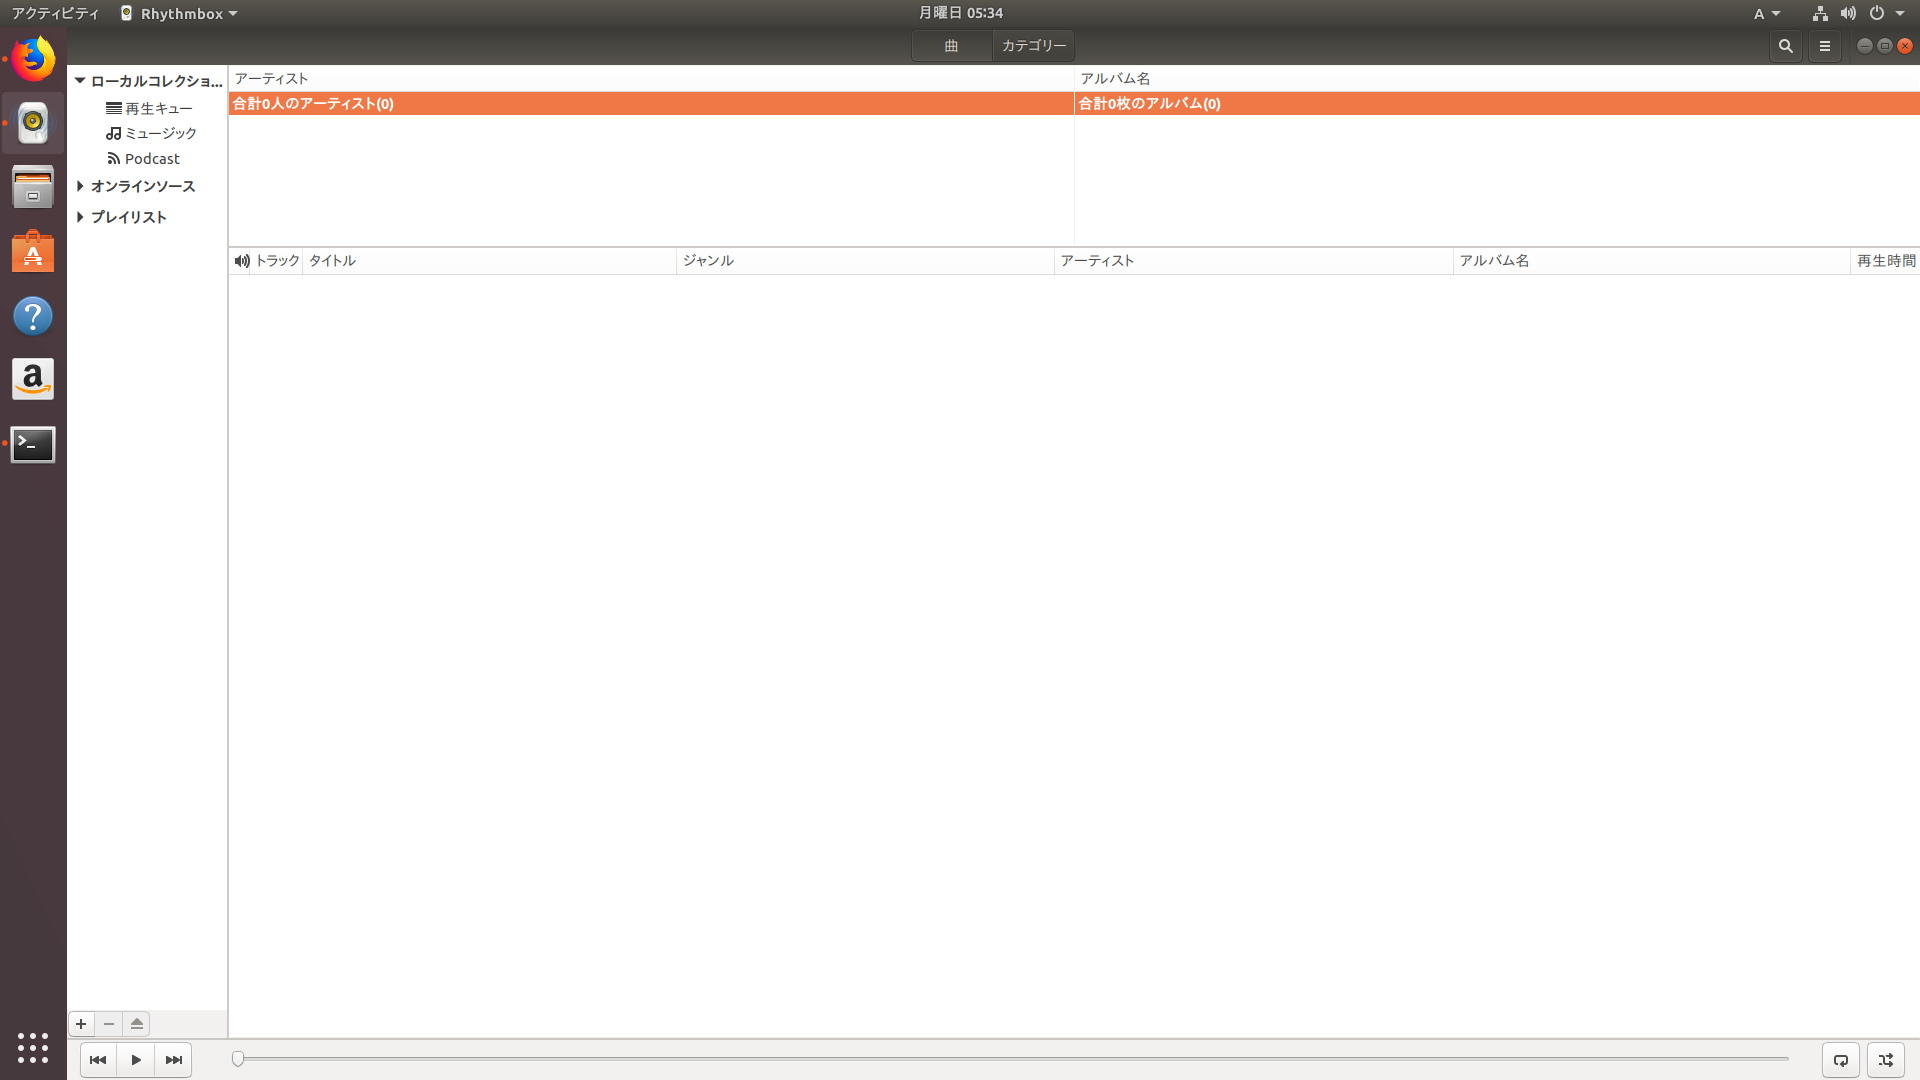 アクティビティ
Rhythmbox
月曜日 05:34
A
曲
カテゴリー
ローカルコレクショ...
再生キュー
ミュージック
Podcast
オンラインソース
プレイリスト
アーティスト
アルバム名
合計0人のアーティスト(0)
合計0枚のアルバム(0)
トラック
タイトル
ジャンル
アーティスト
アルバム名
再生時間